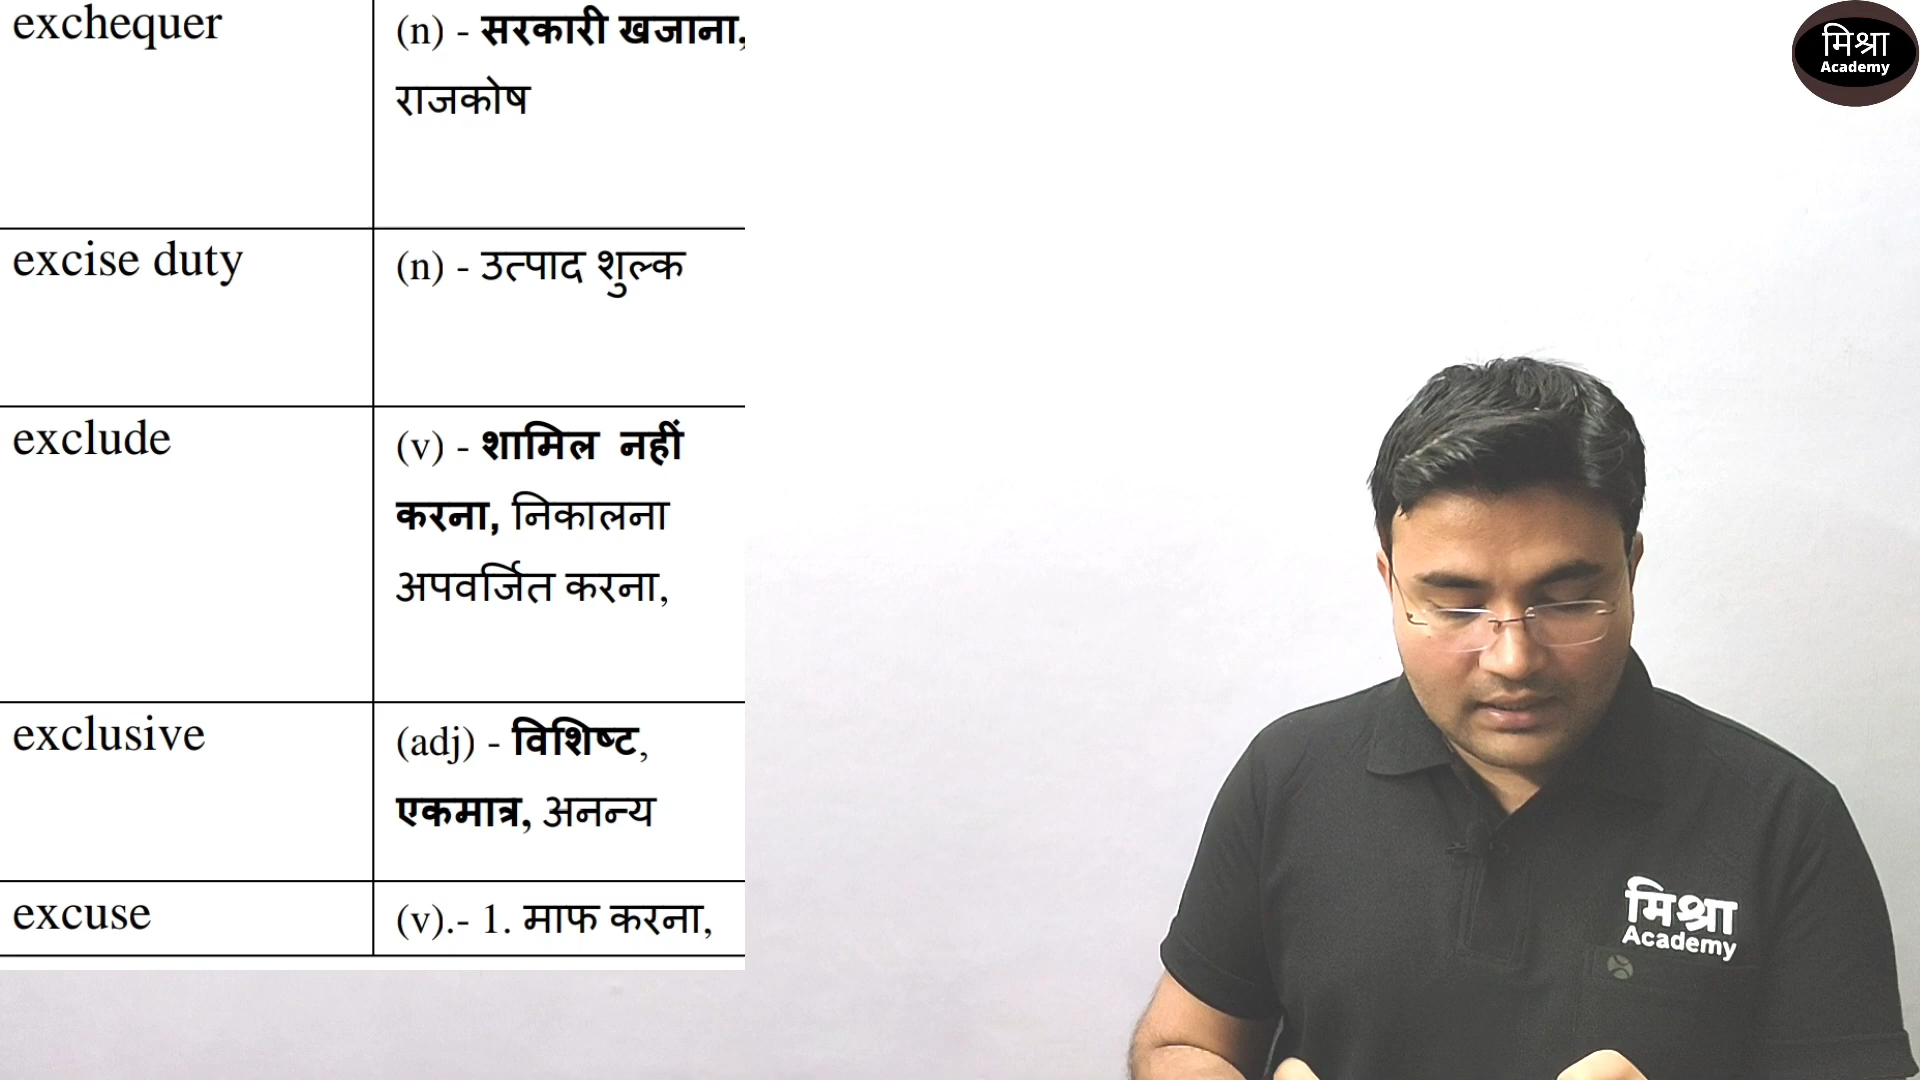 exchequer (n) - सरकारी खजाना,
राजकोष
excise duty (n) - उत्पाद शुल्क
exclude (v) - शामिल नहीं
करना, निकालना
अपवर्जित करना,
exclusive (adj) - विशिष्ट,
एकमात्र, अनन्य
excuse (v).- 1. माफ करना,
मिश्रा
Academy
मिश्रा
Academy